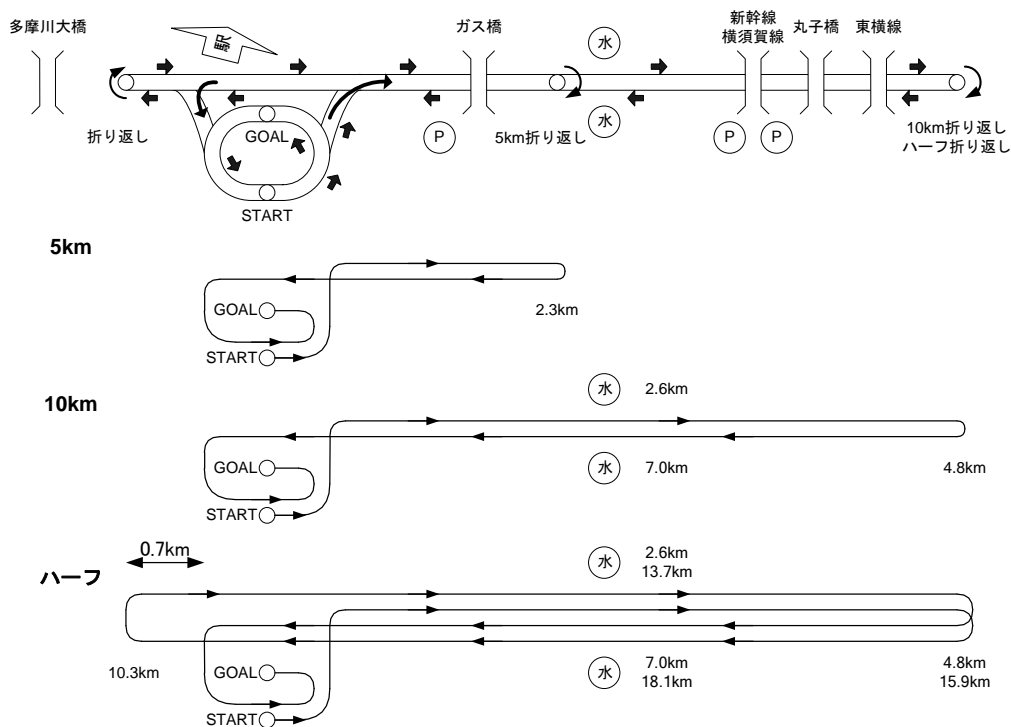 多摩川大橋
駅
ガス橋
水
新幹線
横須賀線
丸子橋
東横線
折り返し
GOAL
START
P
5km折り返し
水
P
P
10km折り返し
ハーフ折り返し
5km
GOAL
START
2.3km
10km
水
2.6km
GOAL
START
水
7.0km
4.8km
ハーフ
0.7km
水
2.6km
13.7km
10.3km
GOAL
START
水
7.0km
18.1km
4.8km
15.9km